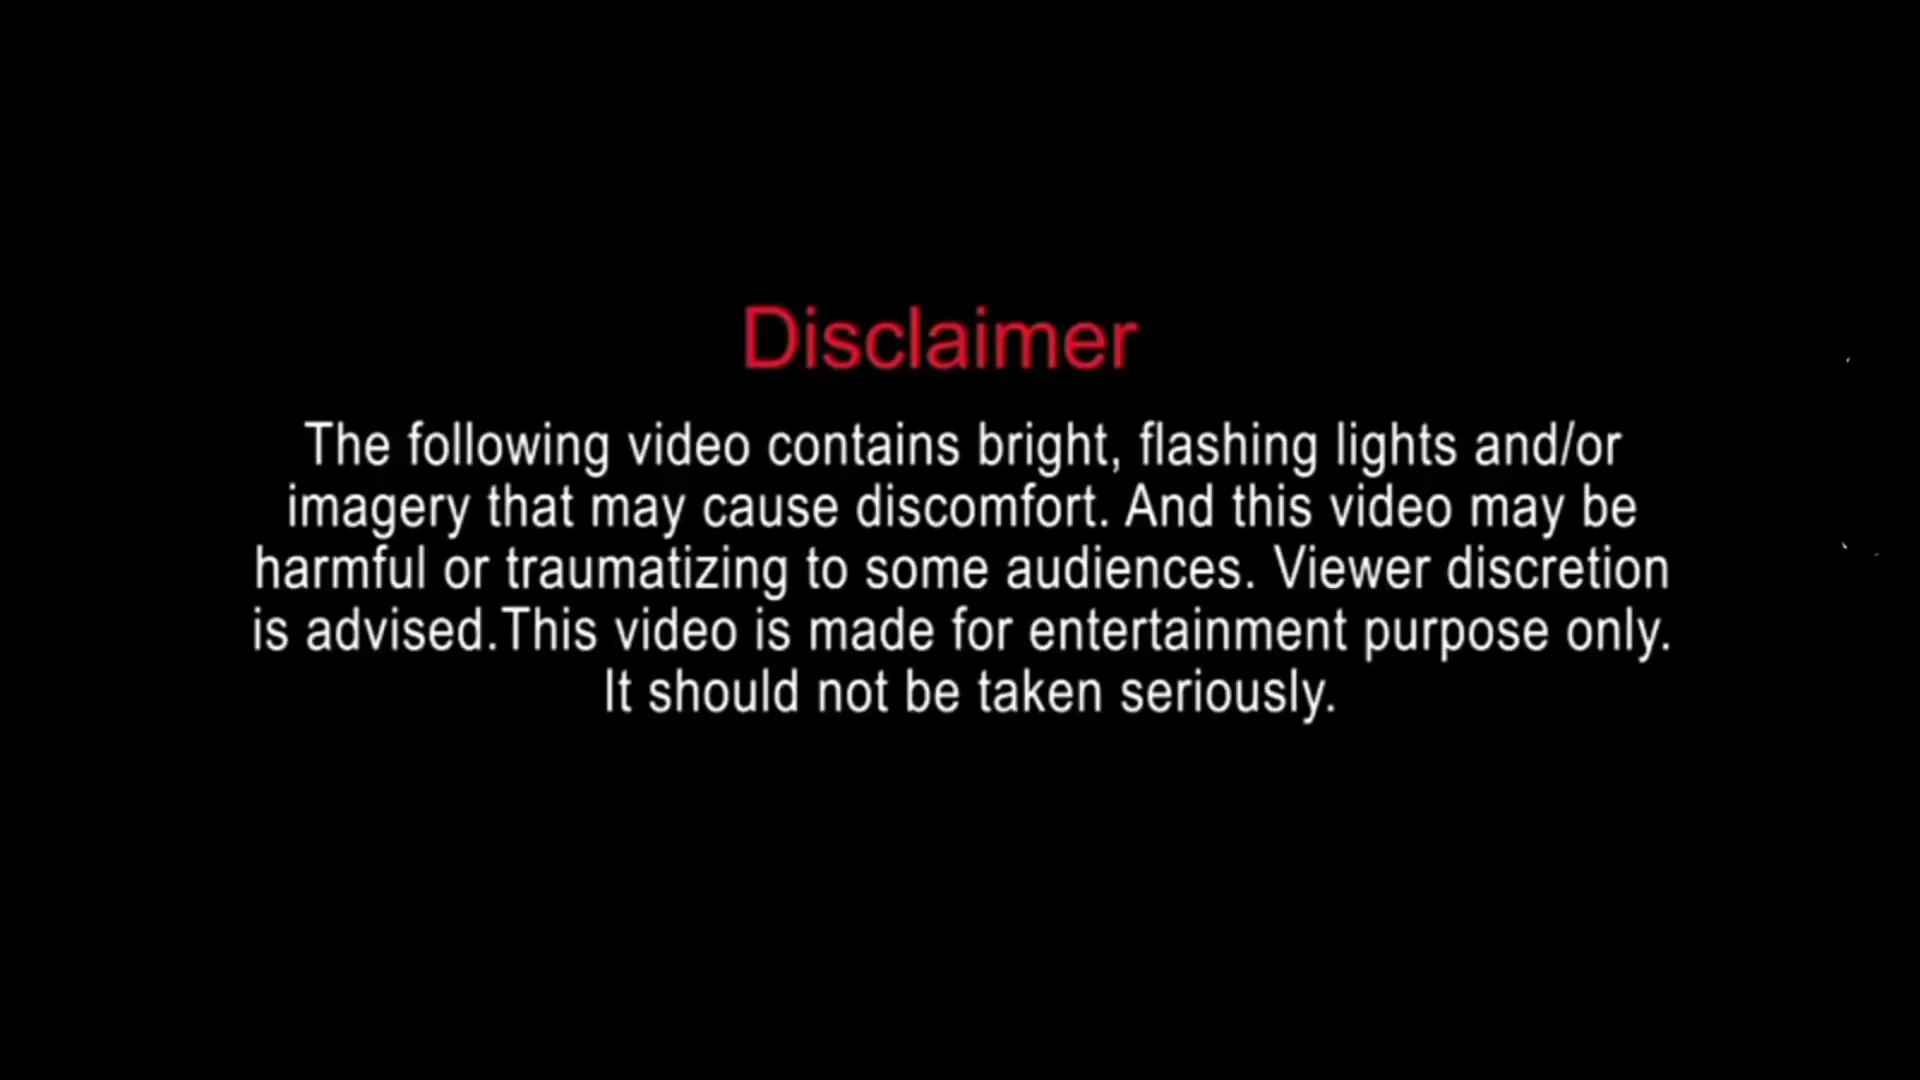 Disclaimer
The following video contains bright, flashing lights and/or
imagery that may cause discomfort. And this video may be
harmful or traumatizing to some audiences. Viewer discretion
is advised.This video is made for entertainment purpose only.
It should not be taken seriously.